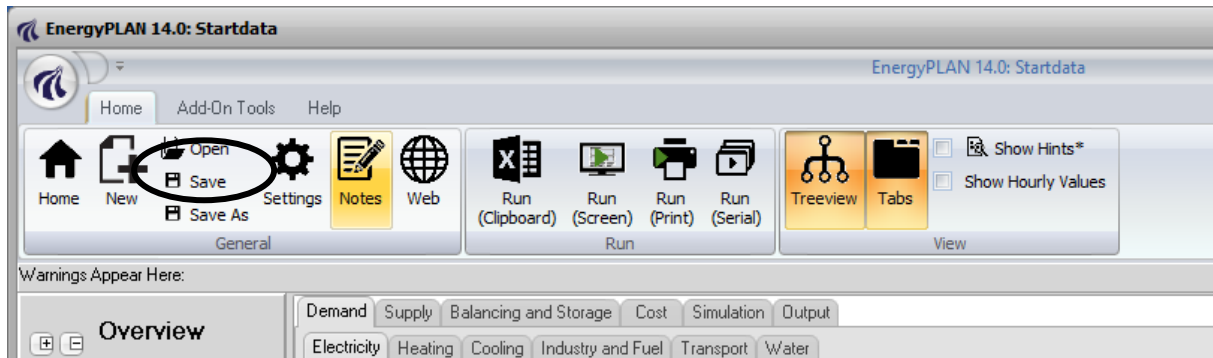 EnergyPLAN 14.0: Startdata
EnergyPLAN 14.0: Startdata
Home Add-On Tools Help
Open
Save
Save As
Home New Settings Notes Web
Run (Clipboard) Run (Screen) Run (Print) Run (Serial)
Treeview Tabs
Show Hints*
Show Hourly Values
General Run View
Warnings Appear Here:
Overview
Demand Supply Balancing and Storage Cost Simulation Output
Electricity Heating Cooling Industry and Fuel Transport Water